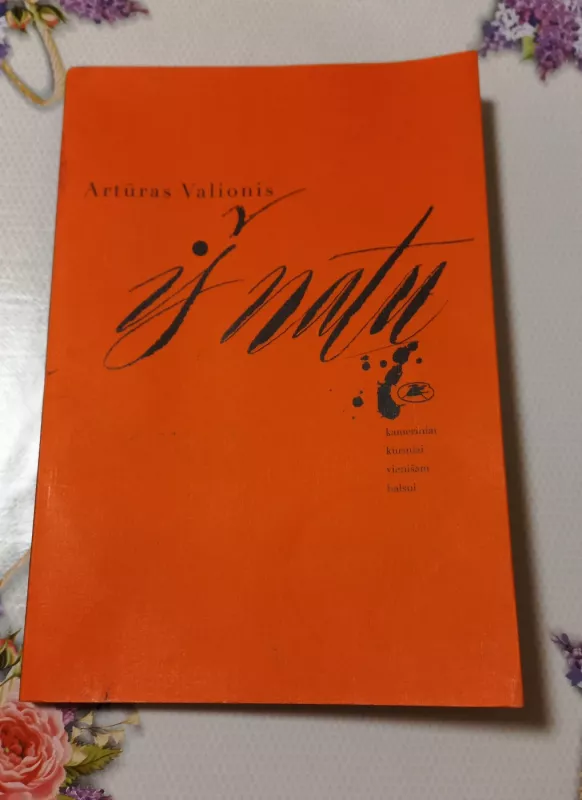 Artūras Valionis
iš natų
kameriniai
kūriniai
vienišam
balsui